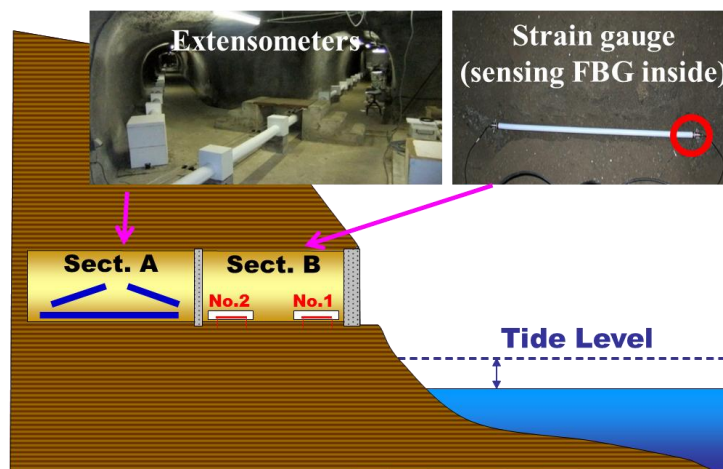 Extensometers
Strain gauge
(sensing FBG inside)
Sect. A
Sect. B
No.2
No.1
Tide Level